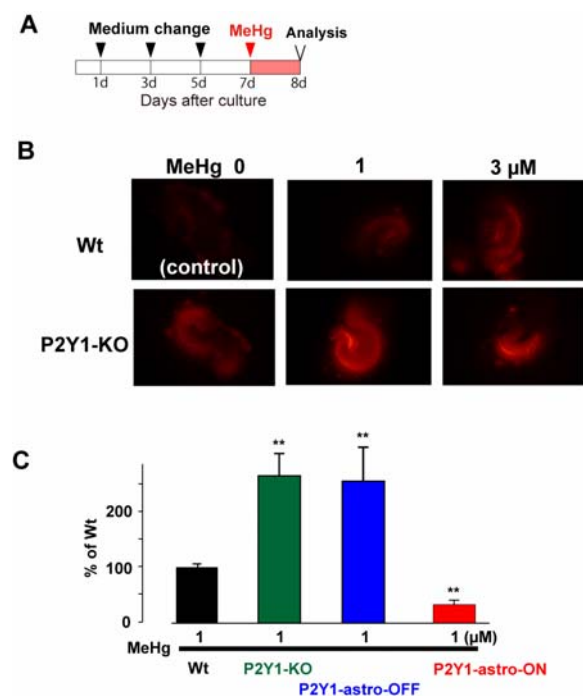 A
Medium change MeHg Analysis
1d 3d 5d 7d 8d
Days after culture
B
MeHg 0 1 3 μM
Wt
(control)
P2Y1-KO
C
% of Wt
200
100
0
** ** **
MeHg 1 1 1 1 (μM)
Wt P2Y1-KO P2Y1-astro-ON
P2Y1-astro-OFF